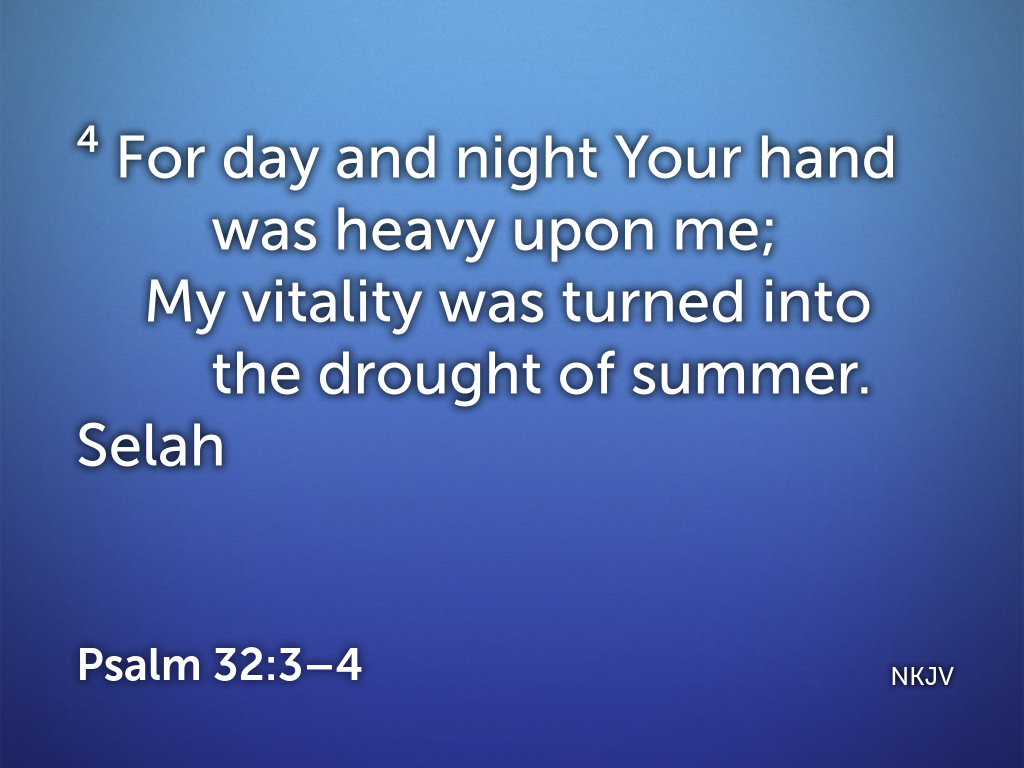 4 For day and night Your hand
was heavy upon me;
My vitality was turned into
the drought of summer.
Selah
Psalm 32:3–4
NKJV